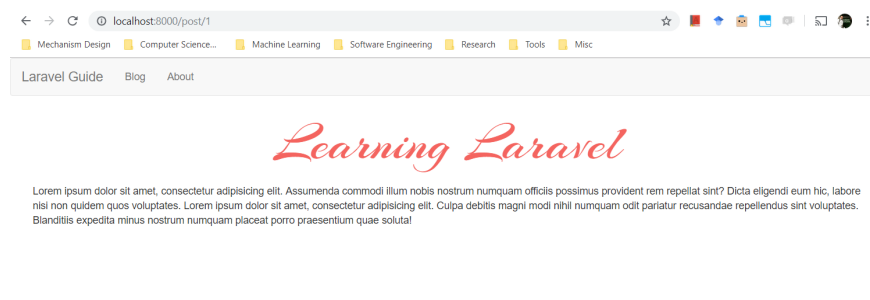 localhost:8000/post/1
Mechanism Design Computer Science... Machine Learning Software Engineering Research Tools Misc
Laravel Guide Blog About
Learning Laravel
Lorem ipsum dolor sit amet, consectetur adipisicing elit. Assumenda commodi illum nobis nostrum numquam officiis possimus provident rem repellat sint? Dicta eligendi eum hic, labore
nisi non quidem quos voluptates. Lorem ipsum dolor sit amet, consectetur adipisicing elit. Culpa debitis magni modi nihil numquam odit pariatur recusandae repellendus sint voluptates.
Blanditiis expedita minus nostrum numquam placeat porro praesentium quae soluta!